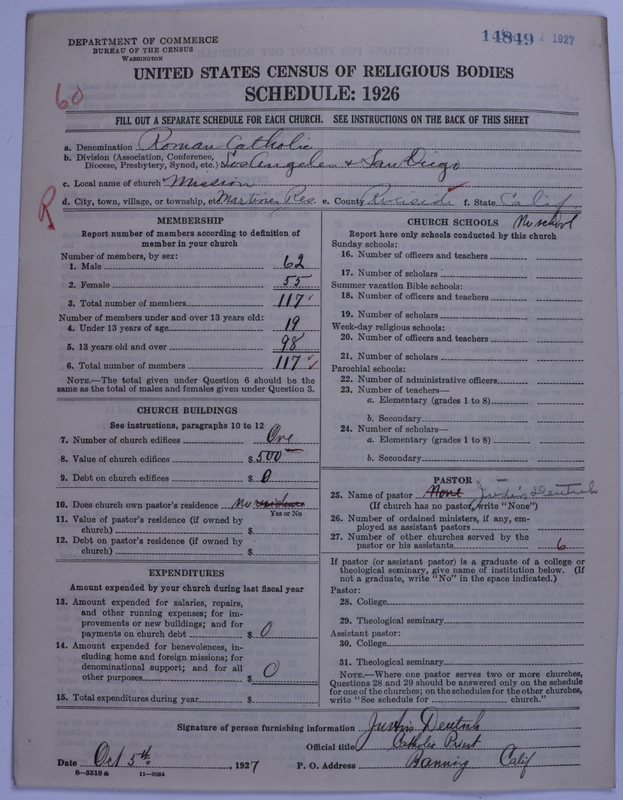 DEPARTMENT OF COMMERCE
BUREAU OF THE CENSUS
WASHINGTON
14849 1 1927
UNITED STATES CENSUS OF RELIGIOUS BODIES
SCHEDULE: 1926
60
FILL OUT A SEPARATE SCHEDULE FOR EACH CHURCH. SEE INSTRUCTIONS ON THE BACK OF THIS SHEET
a. Denomination Roman Catholic
b. Division (Association, Conference, Diocese, Presbytery, Synod, etc.) Los Angeles & San Diego
c. Local name of church Mission
R
d. City, town, village, or township, etc. Martinez Res. e. County Riverside f. State Calif
MEMBERSHIP
Report number of members according to definition of
member in your church
Number of members, by sex:
1. Male 62
2. Female 55
3. Total number of members 117
Number of members under and over 13 years old:
4. Under 13 years of age 19
5. 13 years old and over 98
6. Total number of members 117
NOTE.—The total given under Question 6 should be
same as the total of males and females given under Question 3.
CHURCH BUILDINGS
See instructions, paragraphs 10 to 12
7. Number of church edifices One
8. Value of church edifices $ 500
9. Debt on church edifices $ 0
10. Does church own pastor's residence no residence
Yes or No
11. Value of pastor's residence (if owned by
church) $
12. Debt on pastor's residence (if owned by
church) $
EXPENDITURES
Amount expended by your church during last fiscal year
13. Amount expended for salaries, repairs,
and other running expenses; for im-
provements or new buildings; and for
payments on church debt $ 0
14. Amount expended for benevolences, in-
cluding home and foreign missions; for
denominational support; and for all
other purposes $ 0
15. Total expenditures during year $
CHURCH SCHOOLS No school
Report here only schools conducted by this church
Sunday schools:
16. Number of officers and teachers
17. Number of scholars
Summer vacation Bible schools:
18. Number of officers and teachers
19. Number of scholars
Week-day religious schools:
20. Number of officers and teachers
21. Number of scholars
Parochial schools:
22. Number of administrative officers
23. Number of teachers—
a. Elementary (grades 1 to 8)
b. Secondary
24. Number of scholars—
a. Elementary (grades 1 to 8)
b. Secondary
PASTOR
25. Name of pastor None Justin Deutsch
(If church has no pastor, write "None")
26. Number of ordained ministers, if any, em-
ployed as assistant pastors
27. Number of other churches served by the
pastor or his assistants 6
If pastor (or assistant pastor) is a graduate of a college or
theological seminary, give name of institution below. (If
not a graduate, write "No" in the space indicated.)
Pastor:
28. College
29. Theological seminary
Assistant pastor:
30. College
31. Theological seminary
NOTE.—Where one pastor serves two or more churches,
Questions 28 and 29 should be answered only on the schedule
for one of the churches; on the schedules for the other churches,
write "See schedule for church."
Signature of person furnishing information Justin Deutsch
Official title Catholic Priest
Date Oct 5th, 1927 P. O. Address Banning Calif
8-5518 a 11-9064